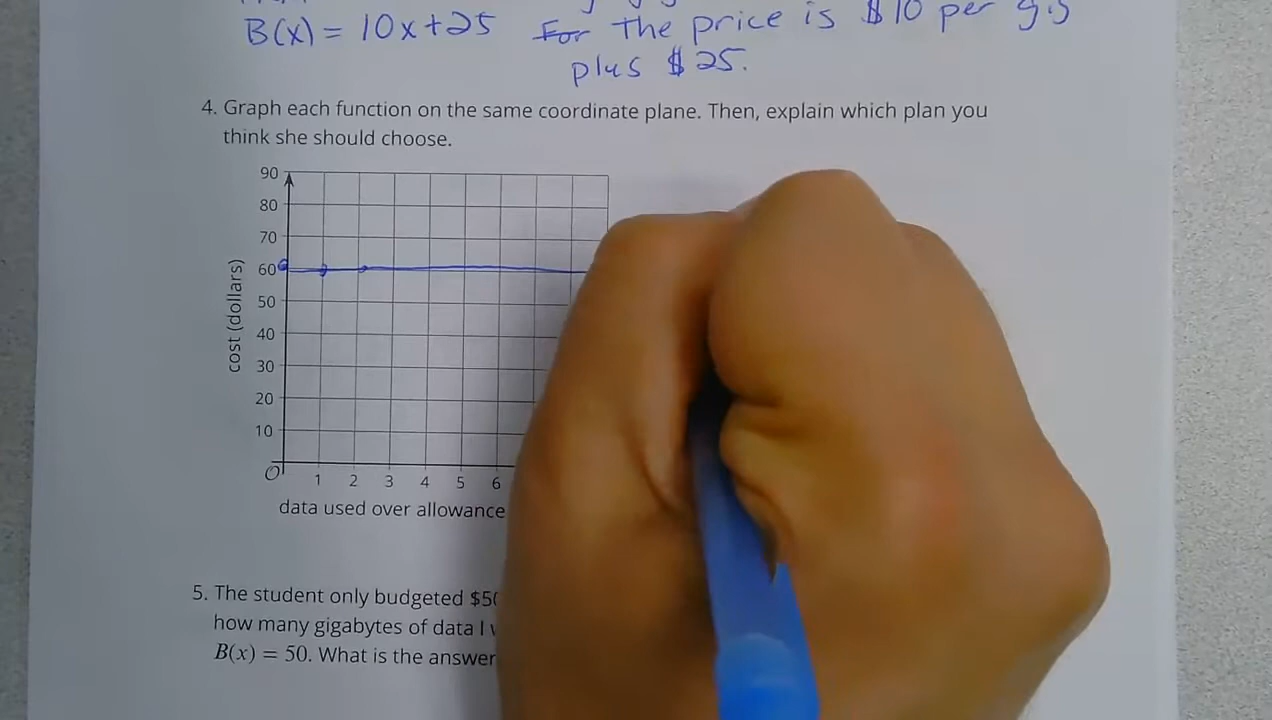 B(x) = 10x+25 For the price is $10 per gig
plus $25.
4. Graph each function on the same coordinate plane. Then, explain which plan you
think she should choose.
90
80
70
60
50
40
30
20
10
O
1 2 3 4 5 6
cost (dollars)
data used over allowance
5. The student only budgeted
how many gigabytes of data I
B(x) = 50. What is the answer